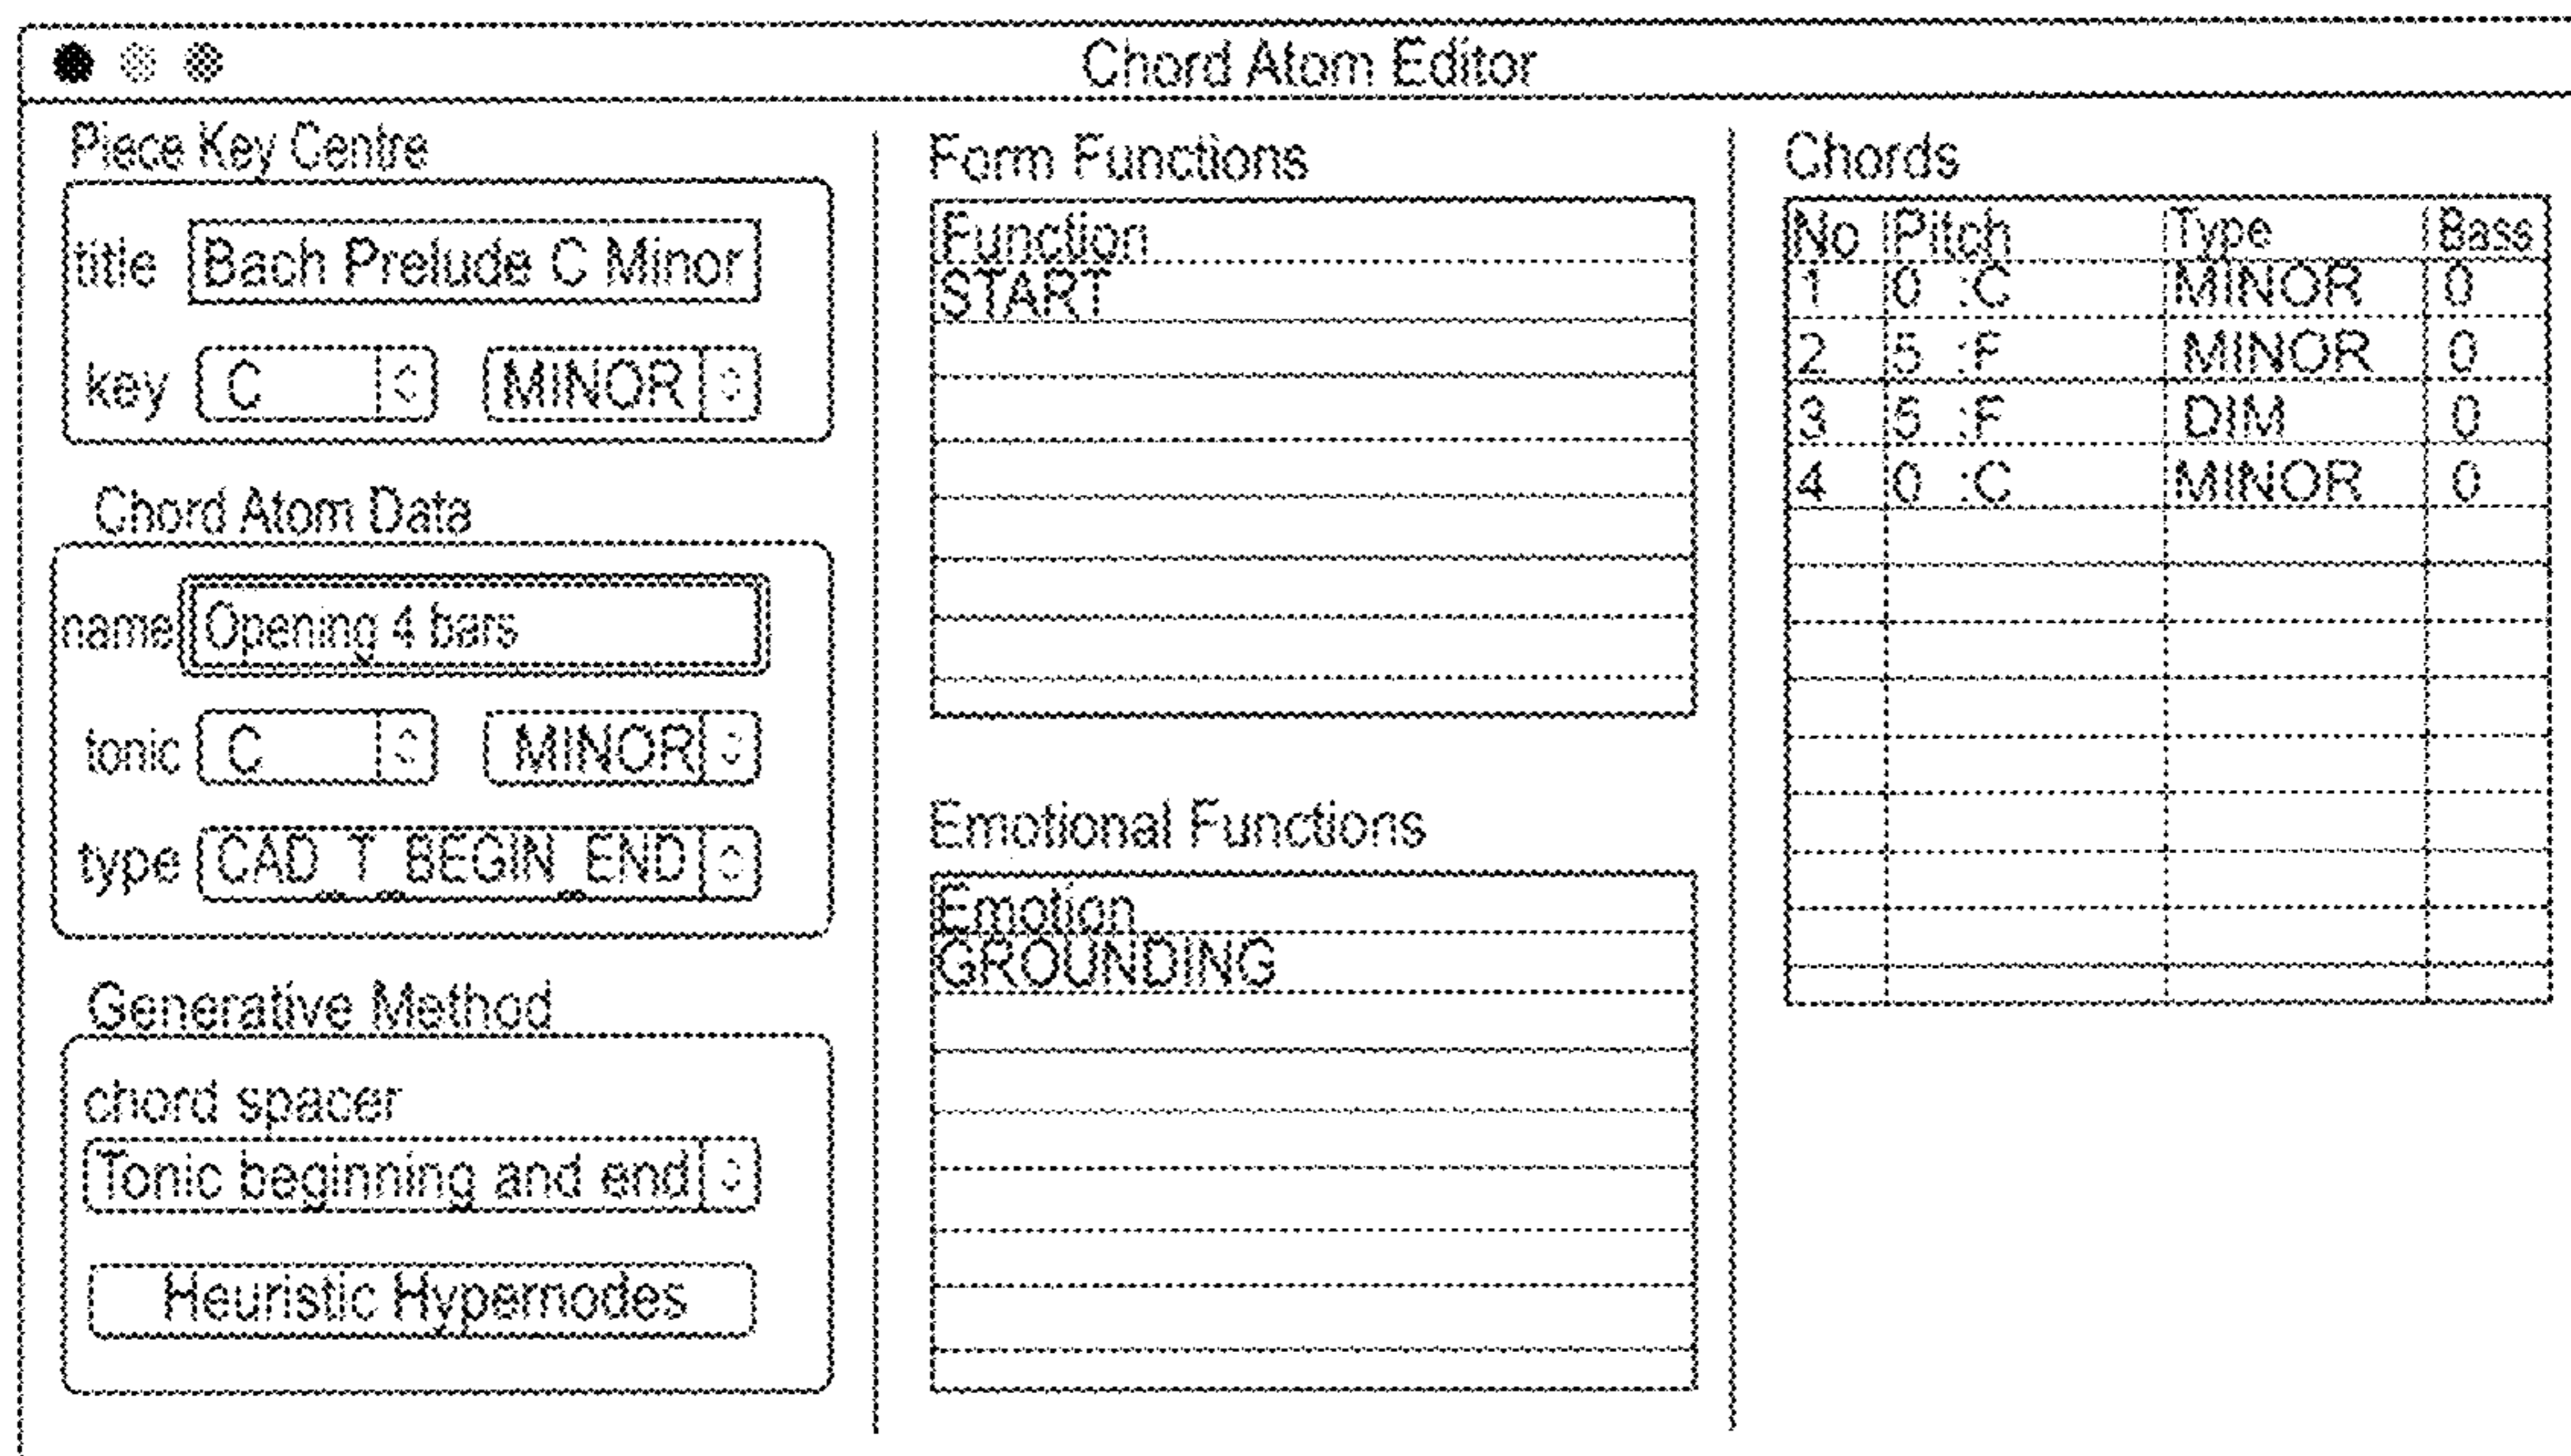 Chord Atom Editor
Piece Key Centre
title Bach Prelude C Minor
key C MINOR
Chord Atom Data
name Opening 4 bars
tonic C MINOR
type CAD_T_BEGIN_END
Generative Method
chord spacer
Tonic beginning and end
Heuristic Hypernodes
Form Functions
Function
START
Emotional Functions
Emotion
GROUNDING
Chords
No Pitch Type Bass
1 0 :C MINOR 0
2 5 :F MINOR 0
3 5 :F DIM 0
4 0 :C MINOR 0